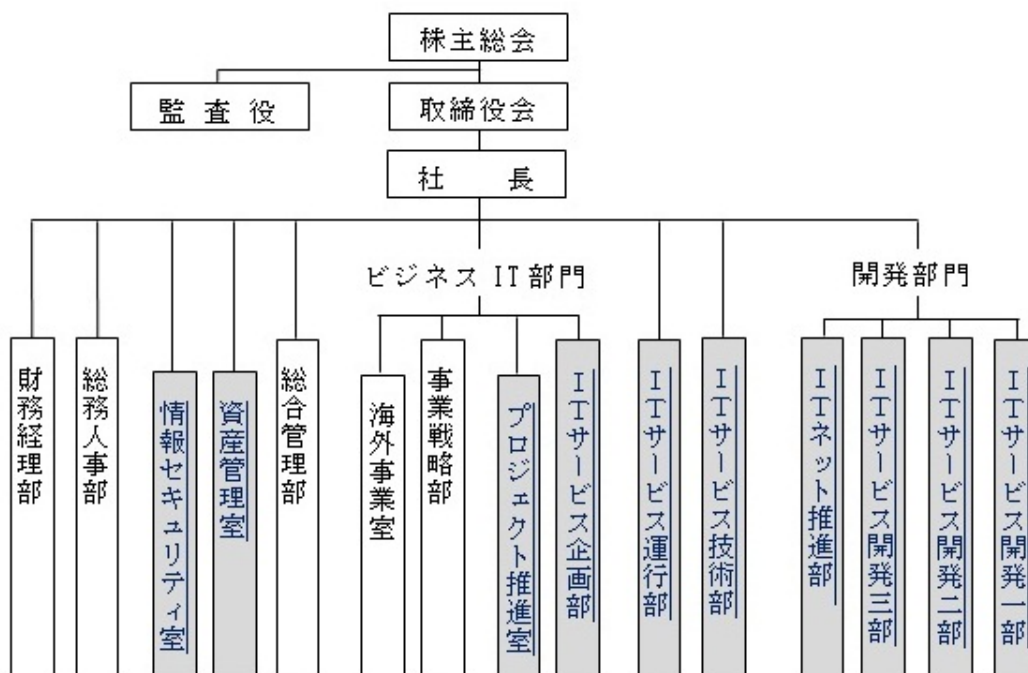 株主総会
監査役
取締役会
社長
ビジネスIT部門
開発部門
財務経理部
総務人事部
情報セキュリティ室
資産管理室
総合管理部
海外事業室
事業戦略部
プロジェクト推進室
ITサービス企画部
ITサービス運行部
ITサービス技術部
ITネット推進部
ITサービス開発三部
ITサービス開発二部
ITサービス開発一部